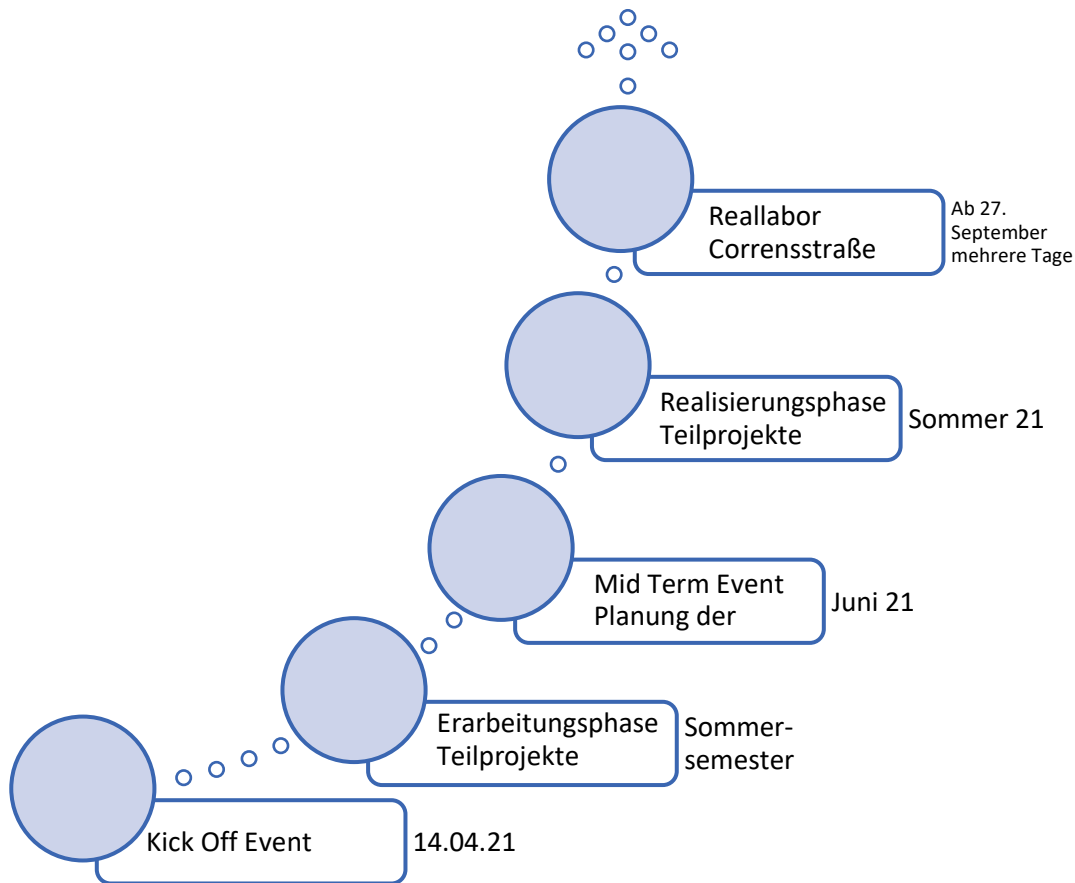 Reallabor
Corrensstraße
Ab 27.
September
mehrere Tage
Realisierungsphase
Teilprojekte
Sommer 21
Mid Term Event
Planung der
Juni 21
Erarbeitungsphase
Teilprojekte
Sommer-
semester
Kick Off Event
14.04.21